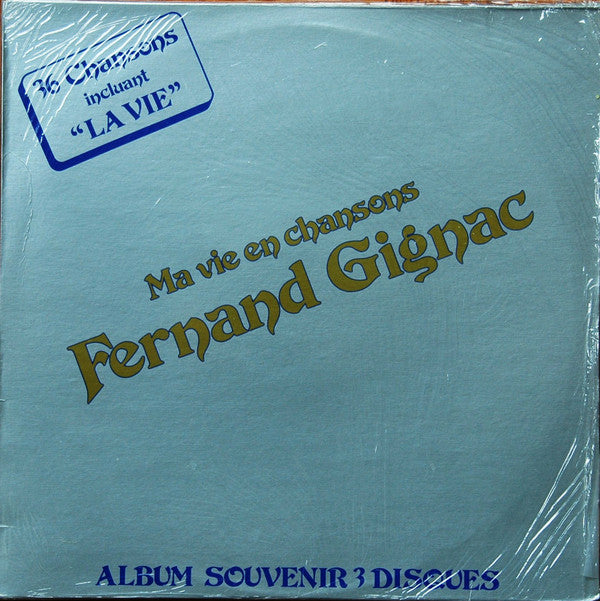 36 Chansons
incluant
“LA VIE”
Ma vie en chansons
Fernand Gignac
ALBUM SOUVENIR 3 DISQUES